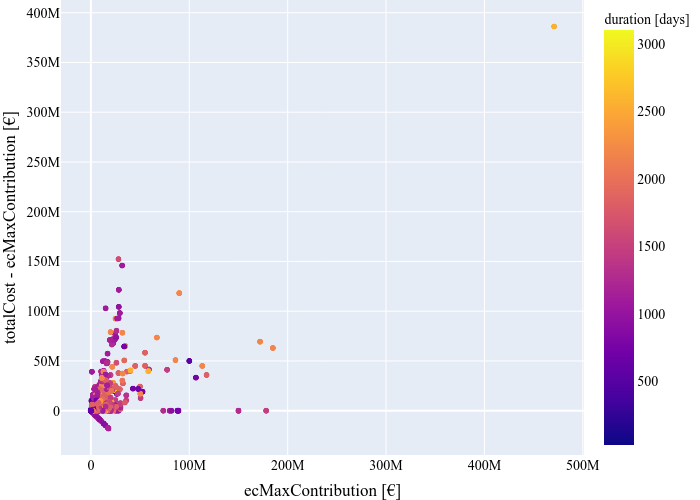 duration [days]
400M
350M
300M
250M
200M
150M
100M
50M
0
0
100M
200M
300M
400M
500M
ecMaxContribution [€]
totalCost - ecMaxContribution [€]
3000
2500
2000
1500
1000
500